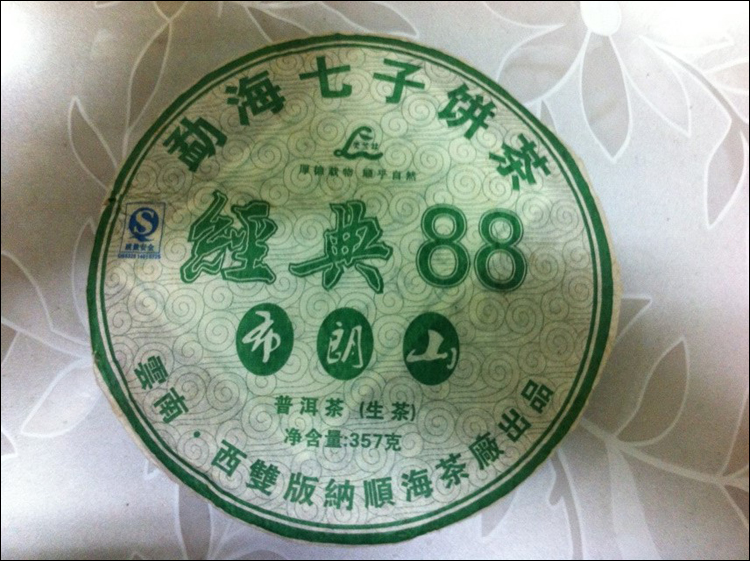 勐海七子饼茶
厚德载物 順乎自然
經典88
布朗山
普洱茶 (生茶)
净含量:357克
雲南·西雙版納順海茶廠出品